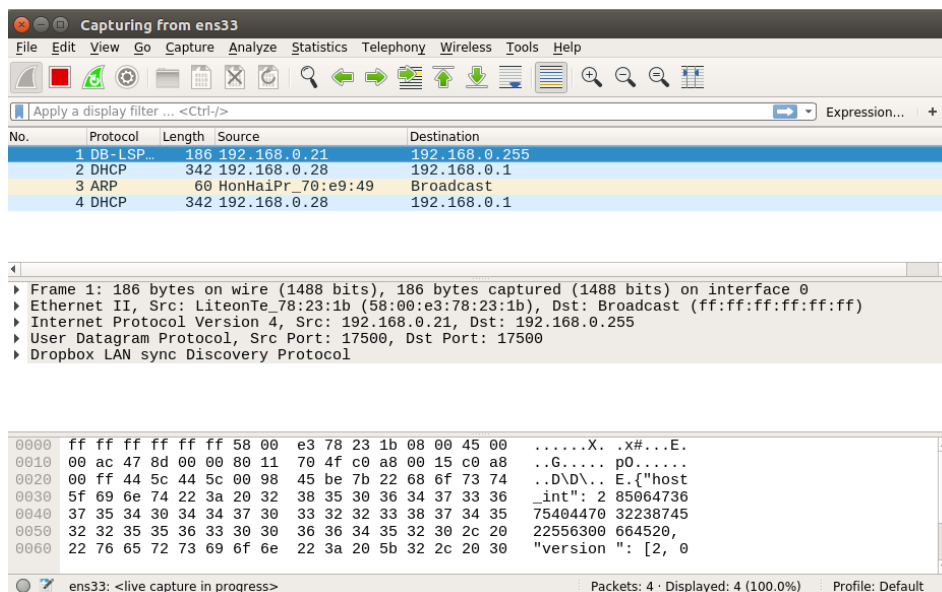 Capturing from ens33
File Edit View Go Capture Analyze Statistics Telephony Wireless Tools Help
Apply a display filter ... <Ctrl-/> Expression... +
No. Protocol Length Source Destination
1 DB-LSP… 186 192.168.0.21 192.168.0.255
2 DHCP 342 192.168.0.28 192.168.0.1
3 ARP 60 HonHaiPr_70:e9:49 Broadcast
4 DHCP 342 192.168.0.28 192.168.0.1
Frame 1: 186 bytes on wire (1488 bits), 186 bytes captured (1488 bits) on interface 0
Ethernet II, Src: LiteonTe_78:23:1b (58:00:e3:78:23:1b), Dst: Broadcast (ff:ff:ff:ff:ff:ff)
Internet Protocol Version 4, Src: 192.168.0.21, Dst: 192.168.0.255
User Datagram Protocol, Src Port: 17500, Dst Port: 17500
Dropbox LAN sync Discovery Protocol
0000 ff ff ff ff ff ff 58 00 e3 78 23 1b 08 00 45 00 ......X. .x#...E.
0010 00 ac 47 8d 00 00 80 11 70 4f c0 a8 00 15 c0 a8 ..G..... pO......
0020 00 ff 44 5c 44 5c 00 98 45 be 7b 22 68 6f 73 74 ..D\D\.. E.{"host
0030 5f 69 6e 74 22 3a 20 32 38 35 30 36 34 37 33 36 _int": 2 85064736
0040 37 35 34 30 34 34 37 30 33 32 32 33 38 37 34 35 75404470 32238745
0050 32 32 35 35 36 33 30 30 36 36 34 35 32 30 2c 20 22556300 664520,
0060 22 76 65 72 73 69 6f 6e 22 3a 20 5b 32 2c 20 30 "version ": [2, 0
ens33: <live capture in progress> Packets: 4 · Displayed: 4 (100.0%) Profile: Default